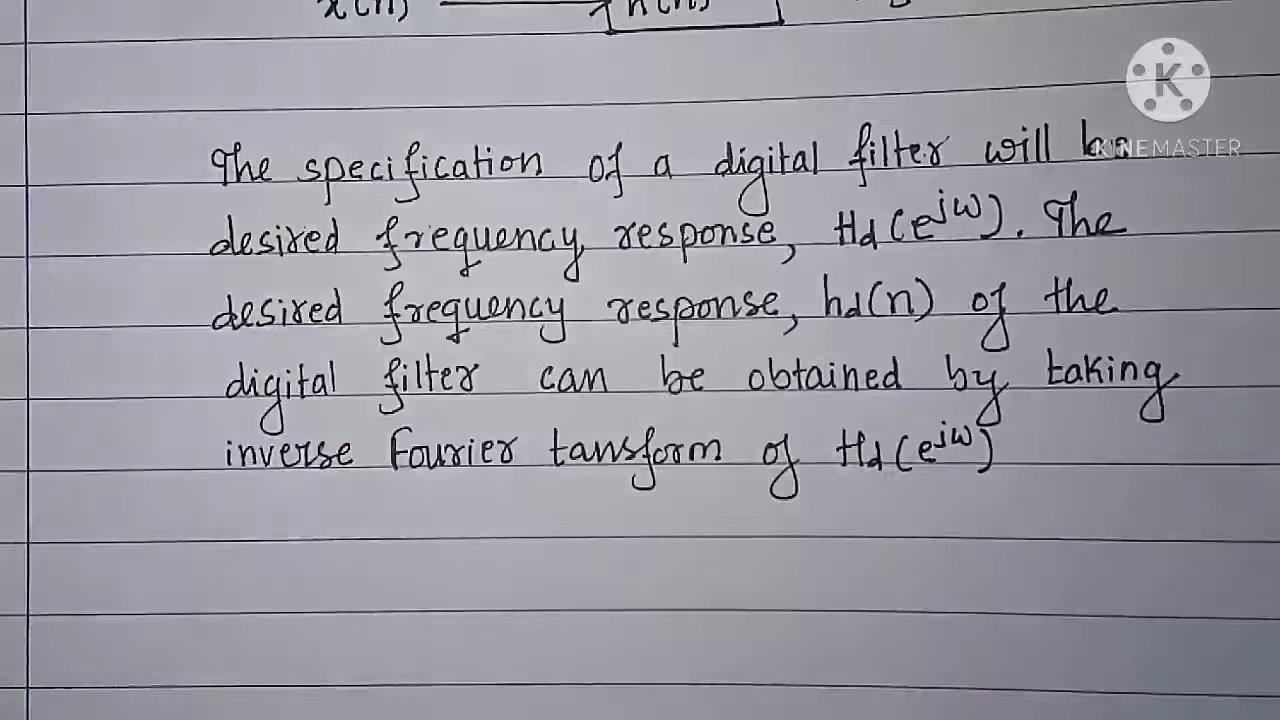 x(n) h(n)
The specification of a digital filter will be
KINEMASTER
desired frequency response, Hd(e^jω). The
desired frequency response, hd(n) of the
digital filter can be obtained by taking
inverse Fourier tansform of Hd(e^jω)